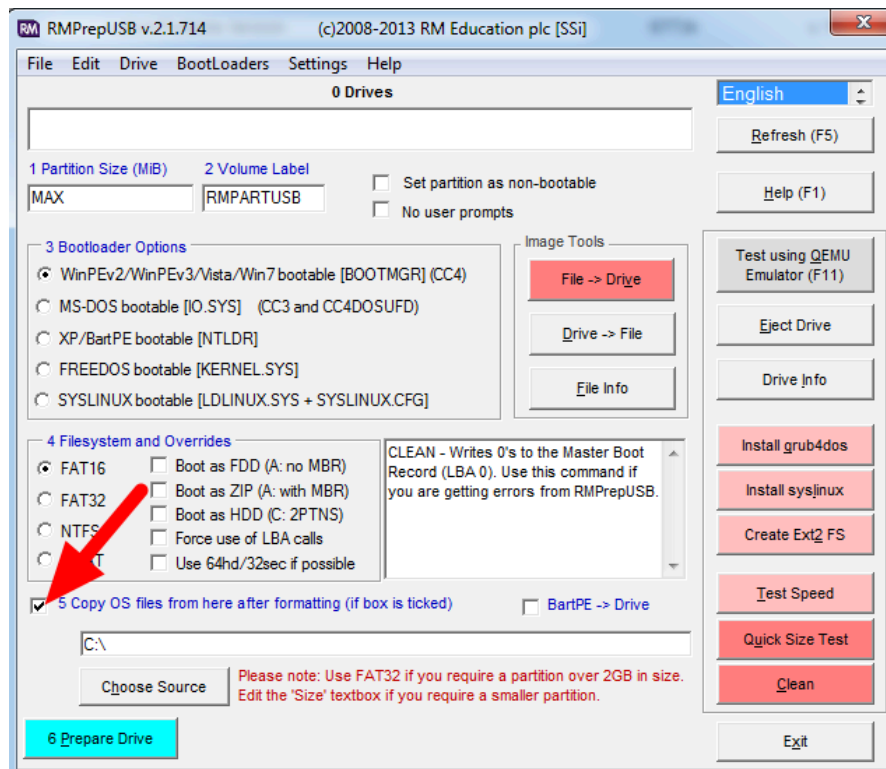 RM RMPrepUSB v.2.1.714 (c)2008-2013 RM Education plc [SSi]
File Edit Drive BootLoaders Settings Help
0 Drives
English
Refresh (F5)
1 Partition Size (MiB) 2 Volume Label
MAX RMPARTUSB
Set partition as non-bootable
No user prompts
Help (F1)
3 Bootloader Options
WinPEv2/WinPEv3/Vista/Win7 bootable [BOOTMGR] (CC4)
MS-DOS bootable [IO.SYS] (CC3 and CC4DOSUFD)
XP/BartPE bootable [NTLDR]
FREEDOS bootable [KERNEL.SYS]
SYSLINUX bootable [LDLINUX.SYS + SYSLINUX.CFG]
Image Tools
File -> Drive
Drive -> File
File Info
Test using QEMU
Emulator (F11)
Eject Drive
Drive Info
4 Filesystem and Overrides
FAT16
FAT32
NTFS
Boot as FDD (A: no MBR)
Boot as ZIP (A: with MBR)
Boot as HDD (C: 2PTNS)
Force use of LBA calls
Use 64hd/32sec if possible
CLEAN - Writes 0's to the Master Boot
Record (LBA 0). Use this command if
you are getting errors from RMPrepUSB.
Install grub4dos
Install syslinux
Create Ext2 FS
Test Speed
Quick Size Test
Clean
5 Copy OS files from here after formatting (if box is ticked)
BartPE -> Drive
C:\
Choose Source
Please note: Use FAT32 if you require a partition over 2GB in size.
Edit the 'Size' textbox if you require a smaller partition.
6 Prepare Drive
Exit